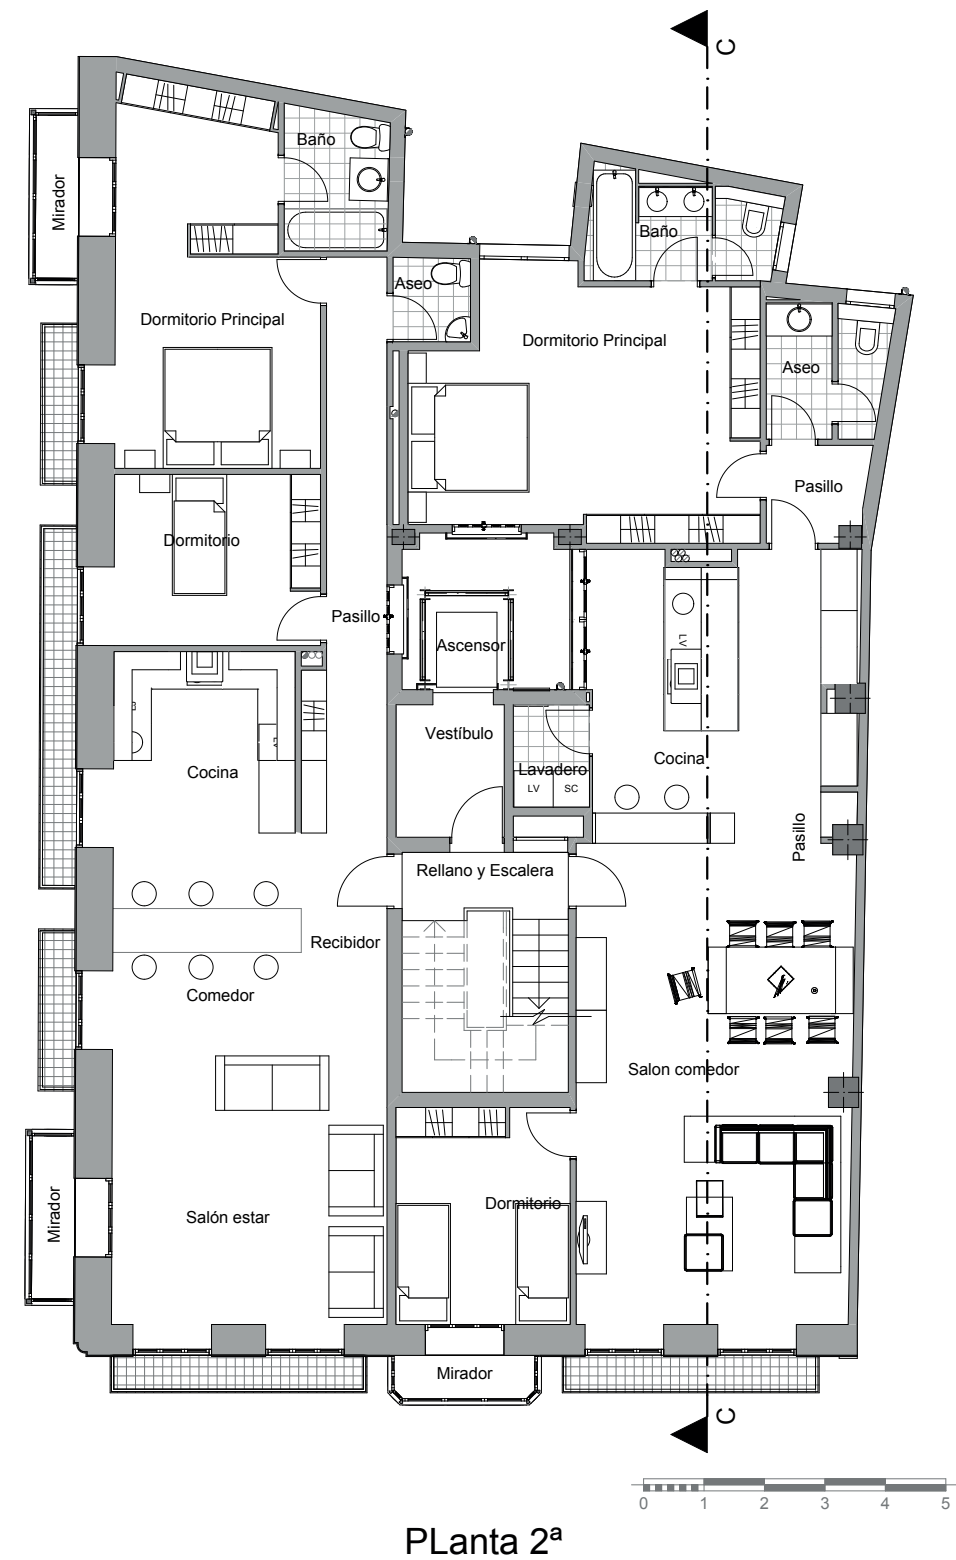 C
Baño
Mirador
Baño
Aseo
Dormitorio Principal
Dormitorio Principal
Aseo
Pasillo
Dormitorio
Pasillo
Ascensor
LV
Vestíbulo
Cocina
Cocina
LV
Lavadero
LV
SC
Pasillo
Rellano y Escalera
Recibidor
Comedor
Salon comedor
Mirador
Salón estar
Dormitorio
Mirador
C
0 1 2 3 4 5
PLanta 2ª